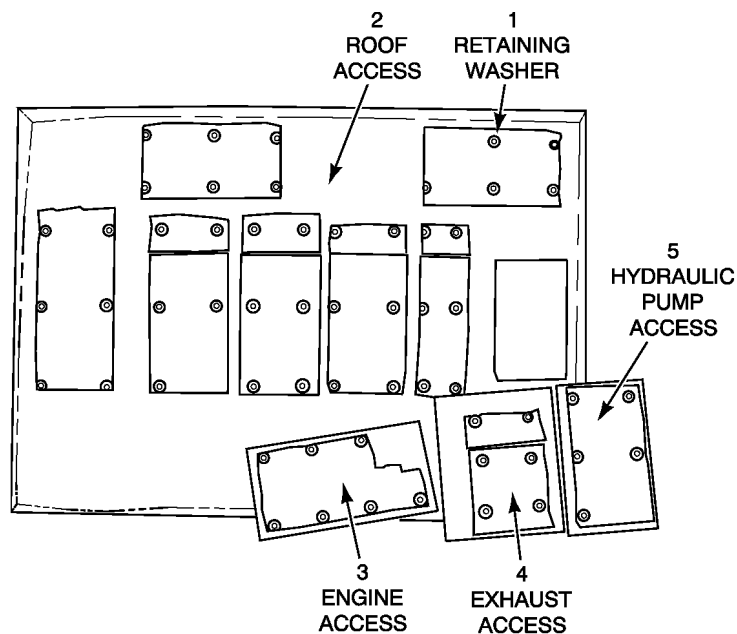 2
ROOF
ACCESS
1
RETAINING
WASHER
5
HYDRAULIC
PUMP
ACCESS
3
ENGINE
ACCESS
4
EXHAUST
ACCESS